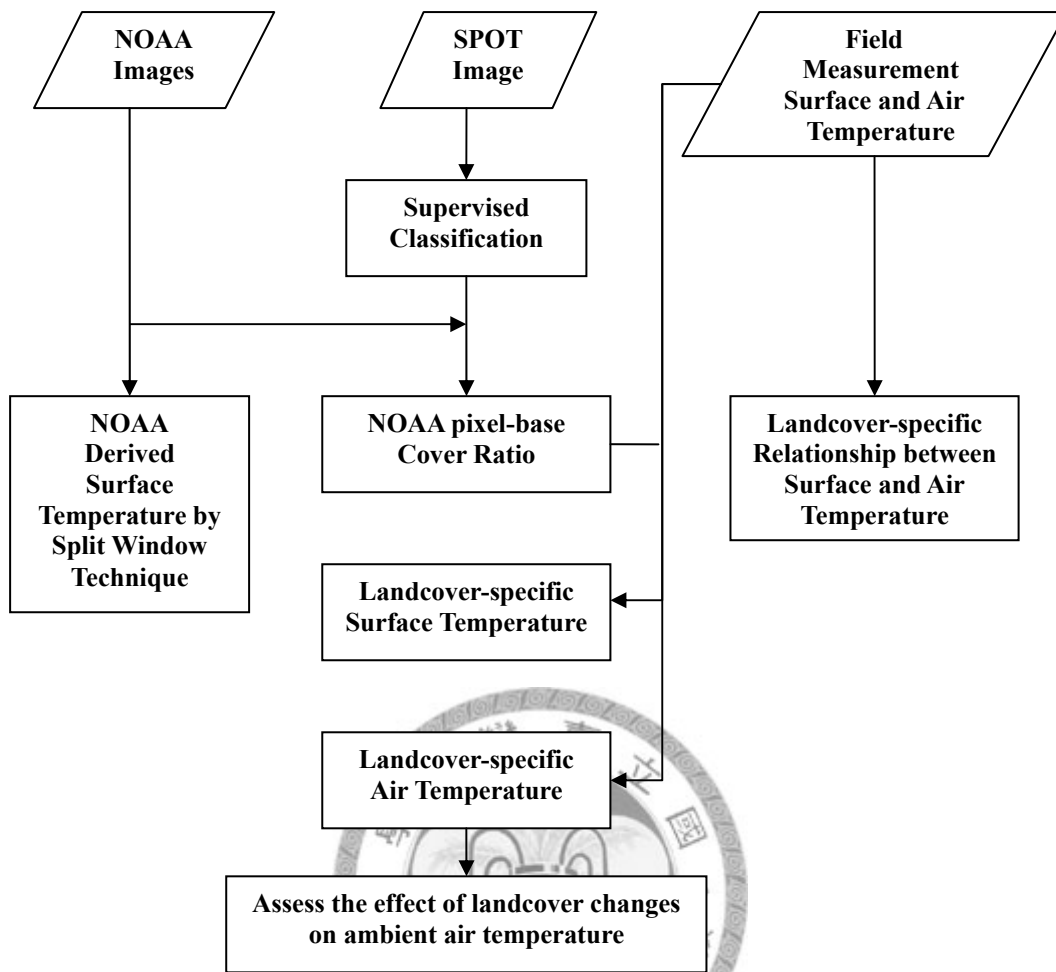 NOAA
Images
SPOT
Image
Field
Measurement
Surface and Air
Temperature
Supervised
Classification
NOAA
Derived
Surface
Temperature by
Split Window
Technique
NOAA pixel-base
Cover Ratio
Landcover-specific
Relationship between
Surface and Air
Temperature
Landcover-specific
Surface Temperature
Landcover-specific
Air Temperature
Assess the effect of landcover changes
on ambient air temperature
立
國